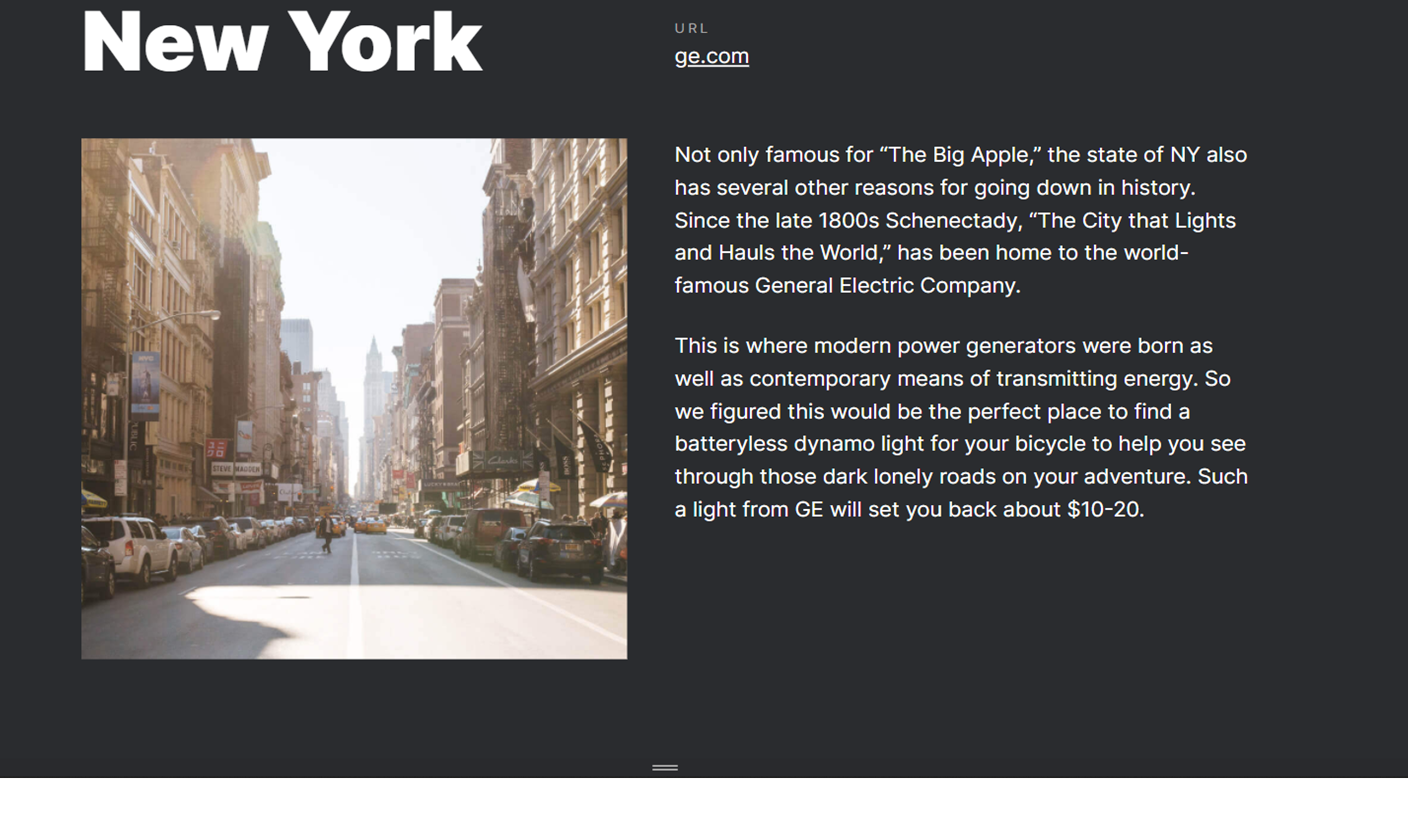 New York
URL
ge.com
Not only famous for “The Big Apple,” the state of NY also
has several other reasons for going down in history.
Since the late 1800s Schenectady, “The City that Lights
and Hauls the World,” has been home to the world-
famous General Electric Company.
This is where modern power generators were born as
well as contemporary means of transmitting energy. So
we figured this would be the perfect place to find a
batteryless dynamo light for your bicycle to help you see
through those dark lonely roads on your adventure. Such
a light from GE will set you back about $10-20.
STEVE MADDEN
Clarks